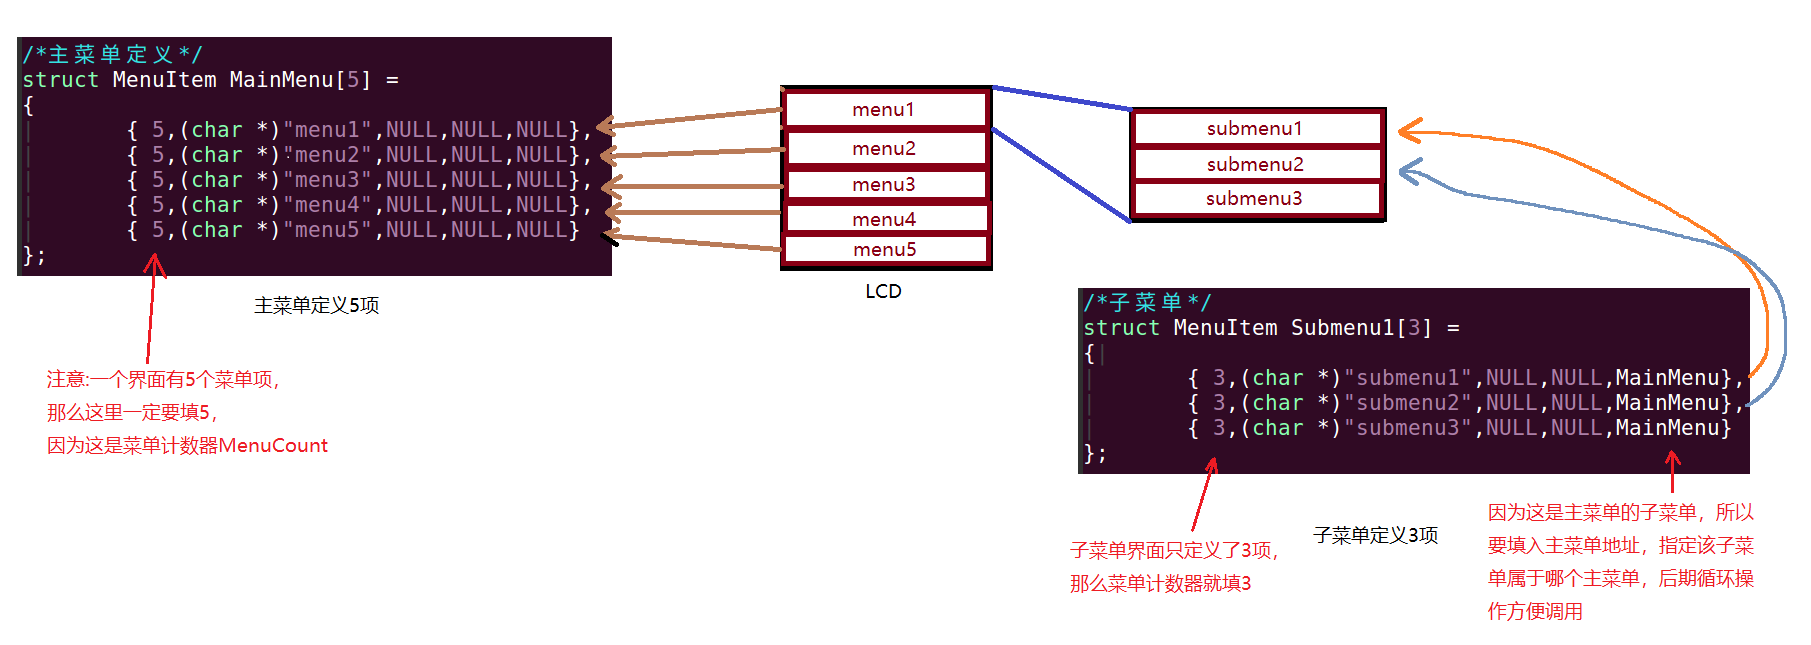 /*主菜单定义*/
struct MenuItem MainMenu[5] =
{
{ 5,(char *)"menu1",NULL,NULL,NULL},
{ 5,(char *)"menu2",NULL,NULL,NULL},
{ 5,(char *)"menu3",NULL,NULL,NULL},
{ 5,(char *)"menu4",NULL,NULL,NULL},
{ 5,(char *)"menu5",NULL,NULL,NULL}
};
主菜单定义5项
注意:一个界面有5个菜单项，
那么这里一定要填5，
因为这是菜单计数器MenuCount
menu1
menu2
menu3
menu4
menu5
LCD
submenu1
submenu2
submenu3
/*子菜单*/
struct MenuItem Submenu1[3] =
{
{ 3,(char *)"submenu1",NULL,NULL,MainMenu},
{ 3,(char *)"submenu2",NULL,NULL,MainMenu},
{ 3,(char *)"submenu3",NULL,NULL,MainMenu}
};
子菜单界面只定义了3项，
那么菜单计数器就填3
子菜单定义3项
因为这是主菜单的子菜单，所以
要填入主菜单地址，指定该子菜
单属于哪个主菜单，后期循环操
作方便调用